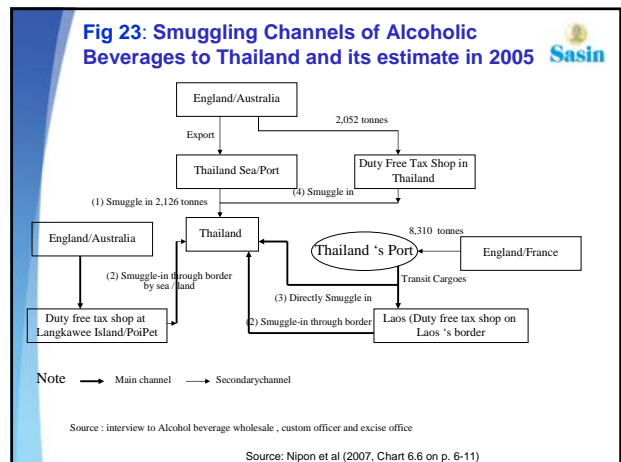 Fig 23: Smuggling Channels of Alcoholic
Beverages to Thailand and its estimate in 2005
Sasin
England/Australia
2,052 tonnes
Export
Thailand Sea/Port
Duty Free Tax Shop in
Thailand
(4) Smuggle in
(1) Smuggle in 2,126 tonnes
England/Australia
Thailand
Thailand ‘s Port
8,310 tonnes
England/France
(2) Smuggle-in through border
by sea / land
Transit Cargoes
(3) Directly Smuggle in
Duty free tax shop at
Langkawee Island/PoiPet
(2) Smuggle-in through border
Laos (Duty free tax shop on
Laos ‘s border
Note
Main channel
Secondarychannel
Source : interview to Alcohol beverage wholesale , custom officer and excise office
Source: Nipon et al (2007, Chart 6.6 on p. 6-11)